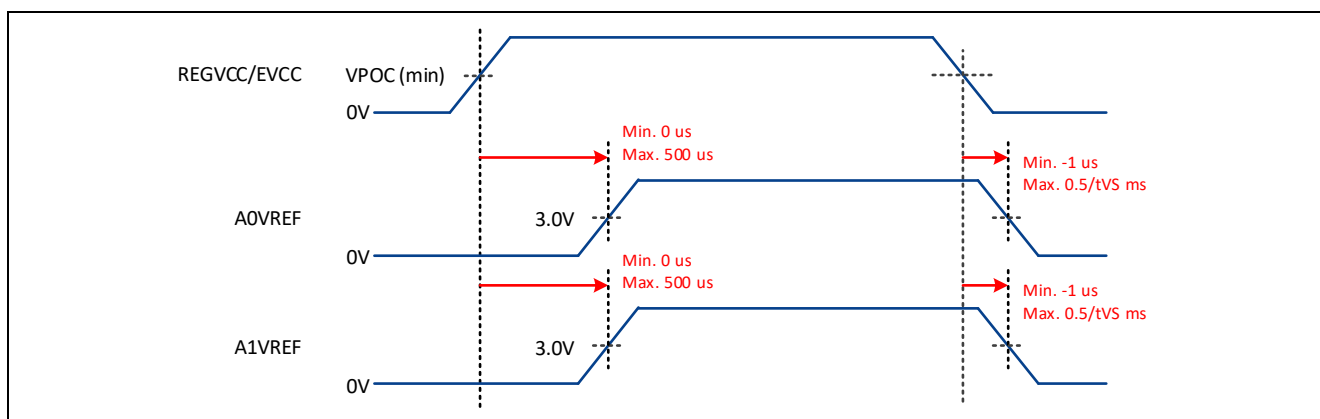 REGVCC/EVCC
VPOC (min)
0V
Min. 0 us
Max. 500 us
Min. -1 us
Max. 0.5/tVS ms
A0VREF
3.0V
0V
Min. 0 us
Max. 500 us
Min. -1 us
Max. 0.5/tVS ms
A1VREF
3.0V
0V